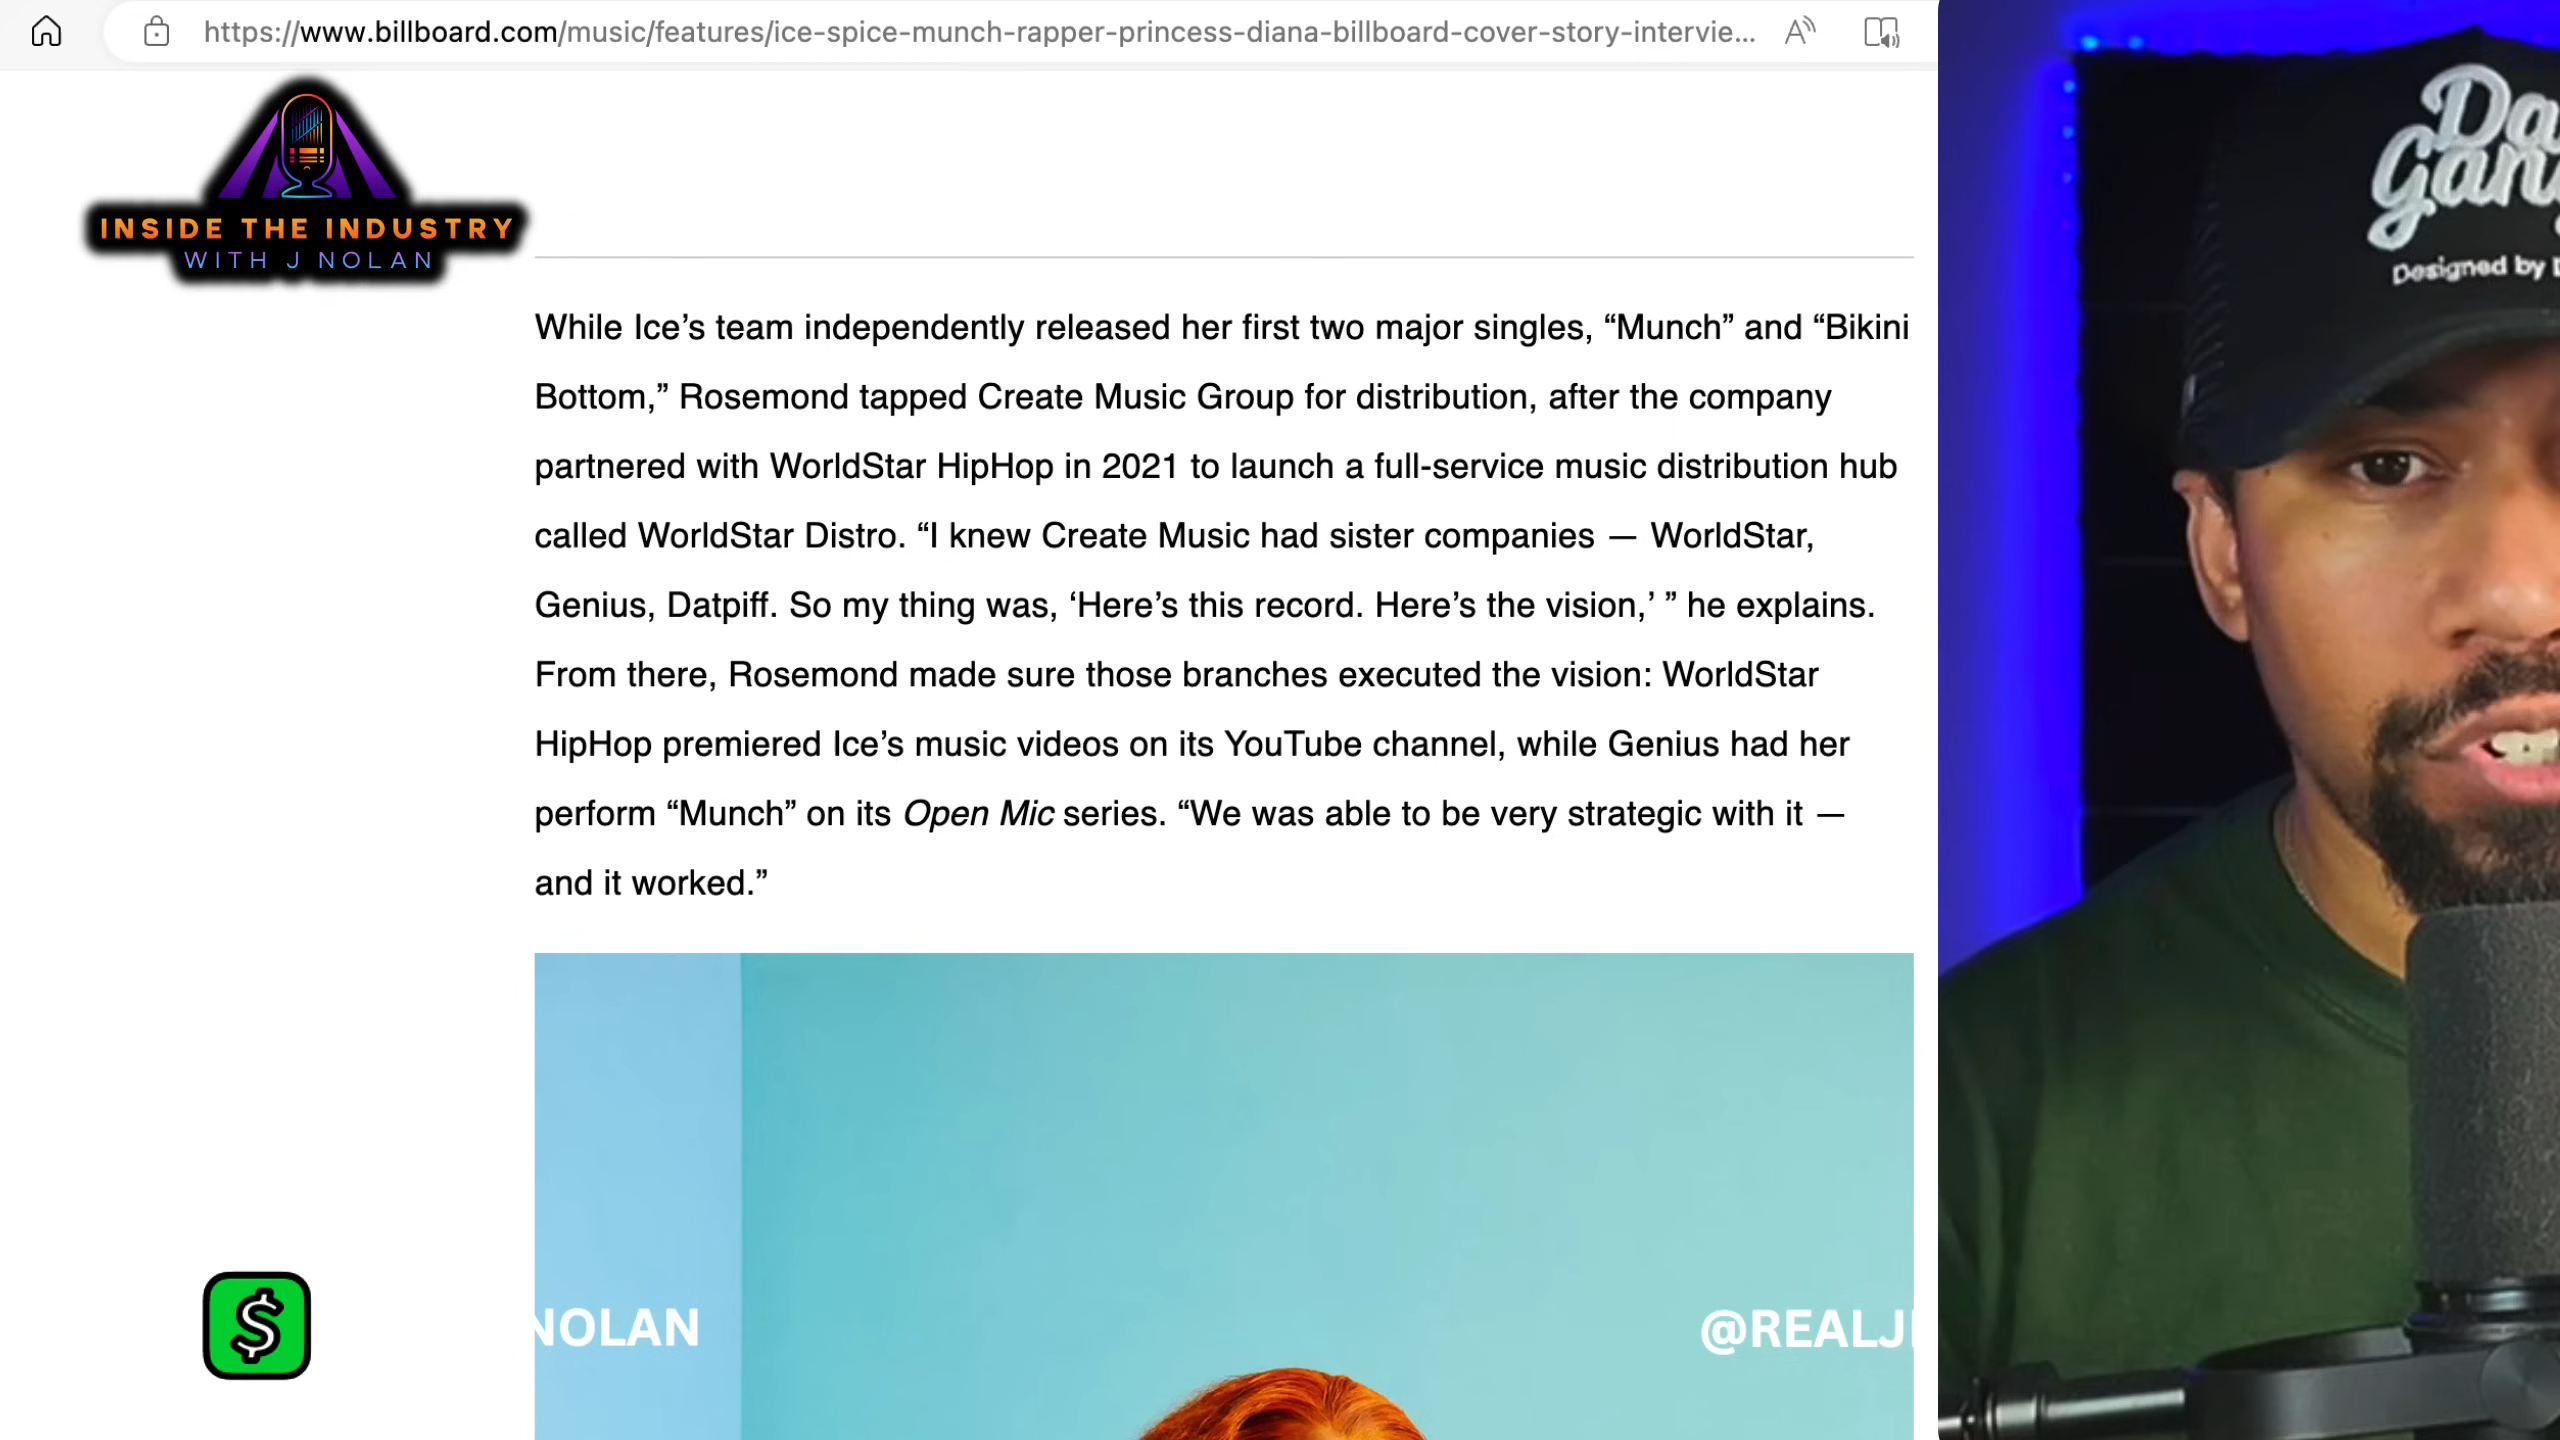 https://www.billboard.com/music/features/ice-spice-munch-rapper-princess-diana-billboard-cover-story-intervie...
INSIDE THE INDUSTRY
WITH J NOLAN
While Ice’s team independently released her first two major singles, “Munch” and “Bikini
Bottom,” Rosemond tapped Create Music Group for distribution, after the company
partnered with WorldStar HipHop in 2021 to launch a full-service music distribution hub
called WorldStar Distro. “I knew Create Music had sister companies — WorldStar,
Genius, Datpiff. So my thing was, ‘Here’s this record. Here’s the vision,’ ” he explains.
From there, Rosemond made sure those branches executed the vision: WorldStar
HipHop premiered Ice’s music videos on its YouTube channel, while Genius had her
perform “Munch” on its Open Mic series. “We was able to be very strategic with it —
and it worked.”
NOLAN
@REALJ
$
Designed by